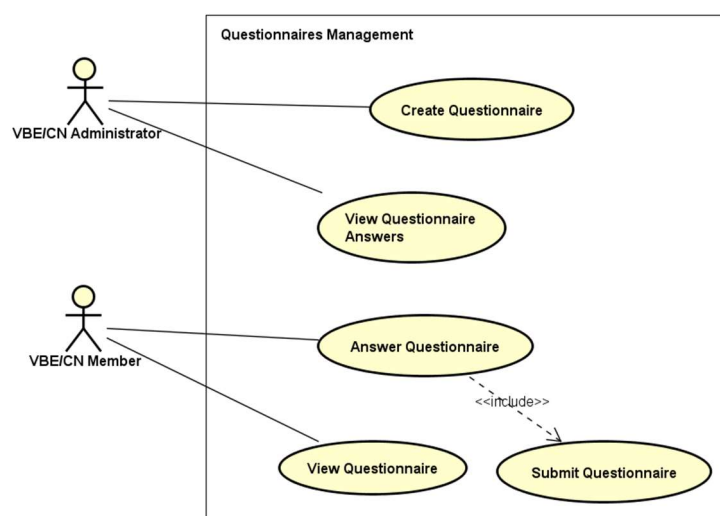 Questionnaires Management
VBE/CN Administrator
Create Questionnaire
View Questionnaire
Answers
VBE/CN Member
Answer Questionnaire
<<include>>
View Questionnaire
Submit Questionnaire